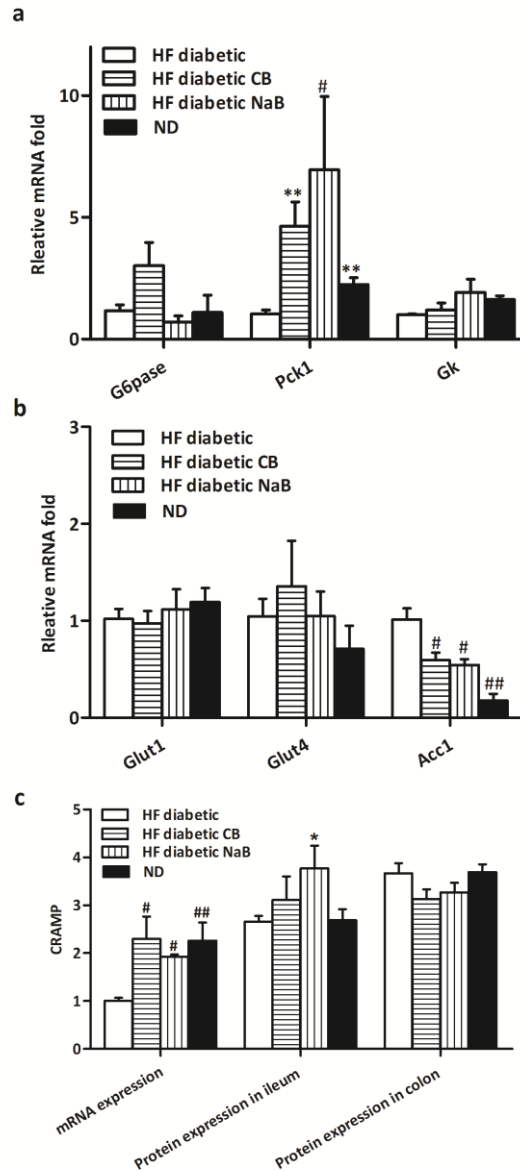 a
HF diabetic
HF diabetic CB
HF diabetic NaB
ND
10
5
0
Rleative mRNA fold
**
#
**
G6pase
Pck1
Gk
b
HF diabetic
HF diabetic CB
HF diabetic NaB
ND
3
2
1
0
Rleative mRNA fold
#
#
##
Glut1
Glut4
Acc1
c
HF diabetic
HF diabetic CB
HF diabetic NaB
ND
5
4
3
2
1
0
CRAMP
#
#
##
*
mRNA expression
Protein expression in ileum
Protein expression in colon